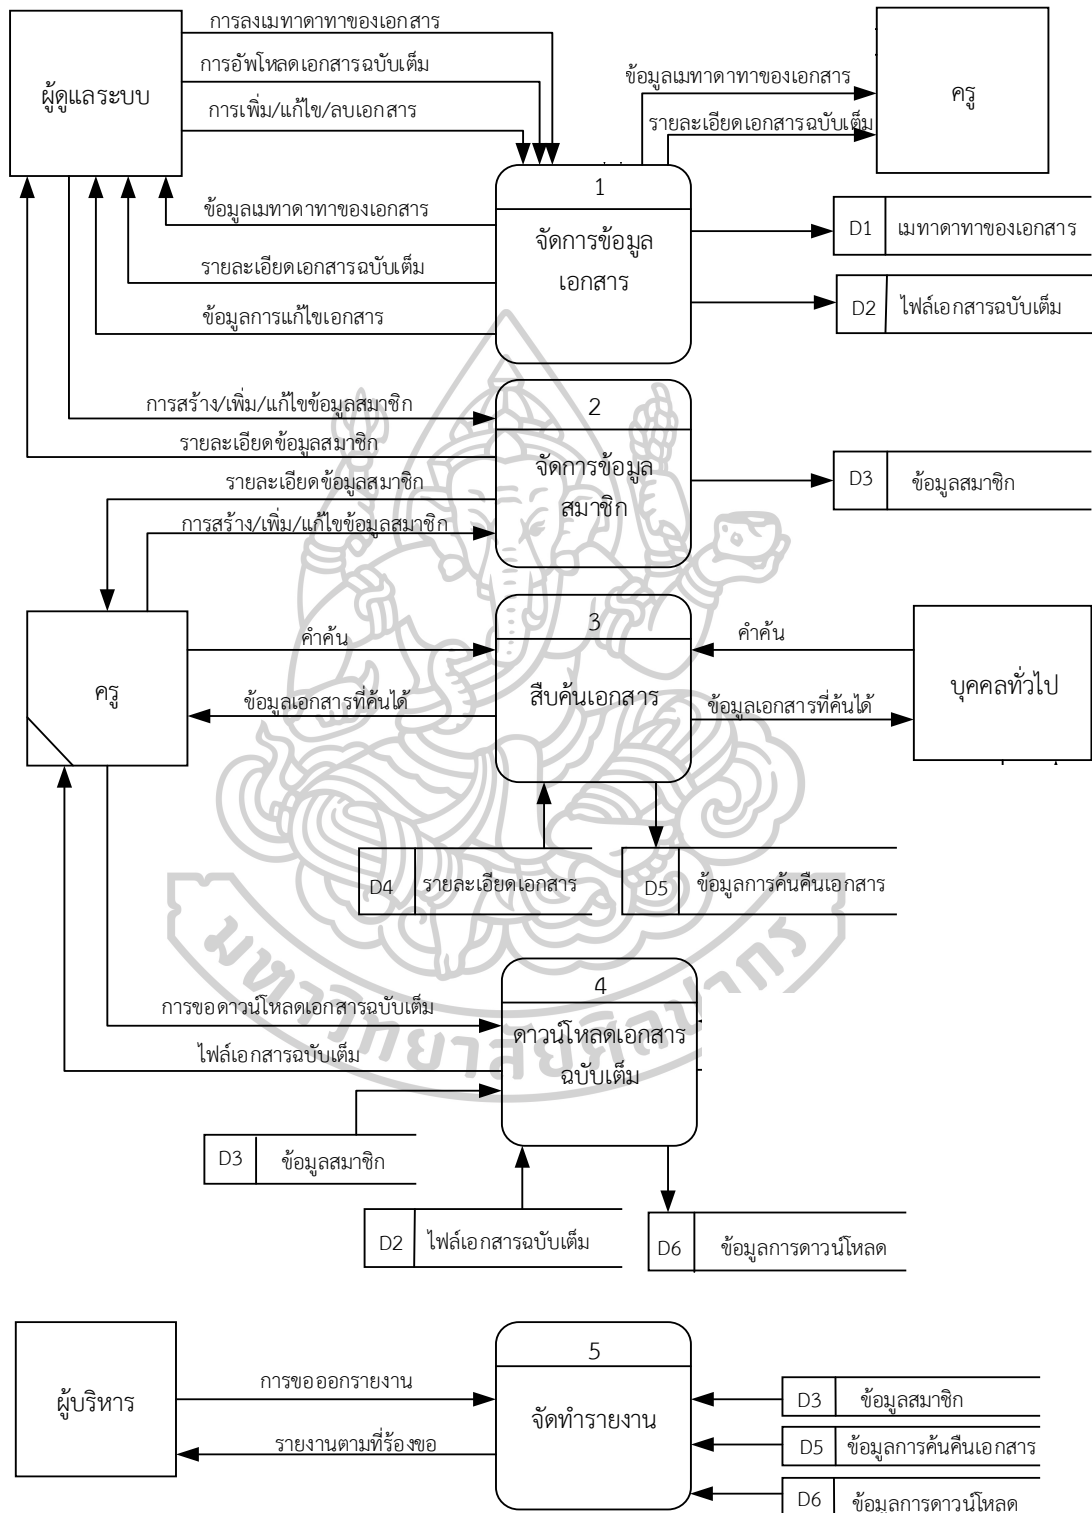 การลงเมทาดาทาของเอกสาร
การอัพโหลดเอกสารฉบับเต็ม
การเพิ่ม/แก้ไข/ลบเอกสาร
ผู้ดูแลระบบ
ข้อมูลเมทาดาทาของเอกสาร
รายละเอียดเอกสารฉบับเต็ม
ครู
1
จัดการข้อมูล
เอกสาร
ข้อมูลเมทาดาทาของเอกสาร
รายละเอียดเอกสารฉบับเต็ม
ข้อมูลการแก้ไขเอกสาร
D1 เมทาดาทาของเอกสาร
D2 ไฟล์เอกสารฉบับเต็ม
การสร้าง/เพิ่ม/แก้ไขข้อมูลสมาชิก
รายละเอียดข้อมูลสมาชิก
รายละเอียดข้อมูลสมาชิก
การสร้าง/เพิ่ม/แก้ไขข้อมูลสมาชิก
2
จัดการข้อมูล
สมาชิก
D3 ข้อมูลสมาชิก
ครู
คำค้น
ข้อมูลเอกสารที่ค้นได้
3
สืบค้นเอกสาร
คำค้น
ข้อมูลเอกสารที่ค้นได้
บุคคลทั่วไป
D4 รายละเอียดเอกสาร
D5 ข้อมูลการค้นคืนเอกสาร
มหาวิทยาลัยศิลปากร
การขอดาวน์โหลดเอกสารฉบับเต็ม
ไฟล์เอกสารฉบับเต็ม
4
ดาวน์โหลดเอกสาร
ฉบับเต็ม
D3 ข้อมูลสมาชิก
D2 ไฟล์เอกสารฉบับเต็ม
D6 ข้อมูลการดาวน์โหลด
ผู้บริหาร
การขอออกรายงาน
รายงานตามที่ร้องขอ
5
จัดทำรายงาน
D3 ข้อมูลสมาชิก
D5 ข้อมูลการค้นคืนเอกสาร
D6 ข้อมูลการดาวน์โหลด